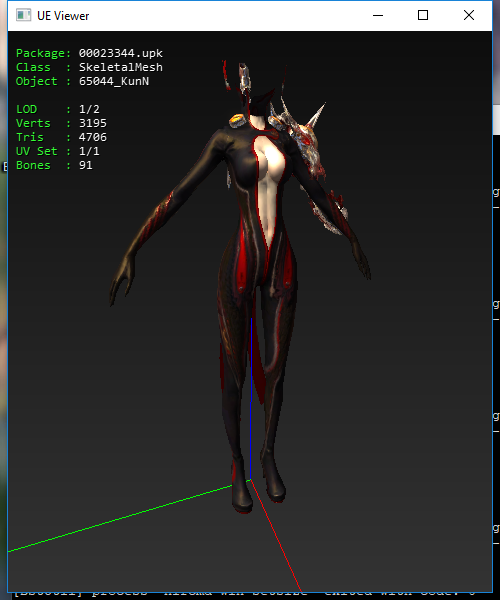 UE Viewer
Package: 00023344.upk
Class : SkeletalMesh
Object : 65044_KunN
LOD : 1/2
Verts : 3195
Tris : 4706
UV Set : 1/1
Bones : 91